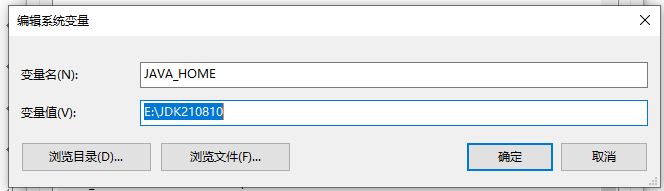 编辑系统变量
变量名(N):
JAVA_HOME
变量值(V):
E:\JDK210810
浏览目录(D)...
浏览文件(F)...
确定
取消